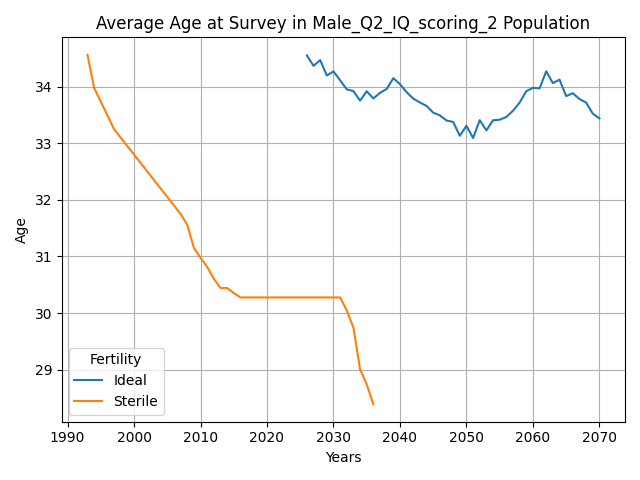 Average Age at Survey in Male_Q2_IQ_scoring_2 Population
Age
34
33
32
31
30
29
Fertility
Ideal
Sterile
1990 2000 2010 2020 2030 2040 2050 2060 2070
Years